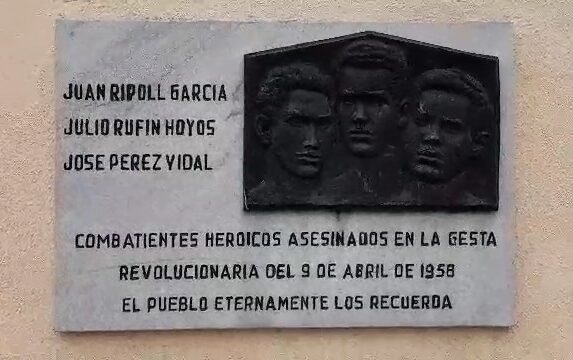 JUAN RIPOLL GARCIA
JULIO RUFIN HOYOS
JOSE PEREZ VIDAL
COMBATIENTES HEROICOS ASESINADOS EN LA GESTA
REVOLUCIONARIA DEL 9 DE ABRIL DE 1958
EL PUEBLO ETERNAMENTE LOS RECUERDA